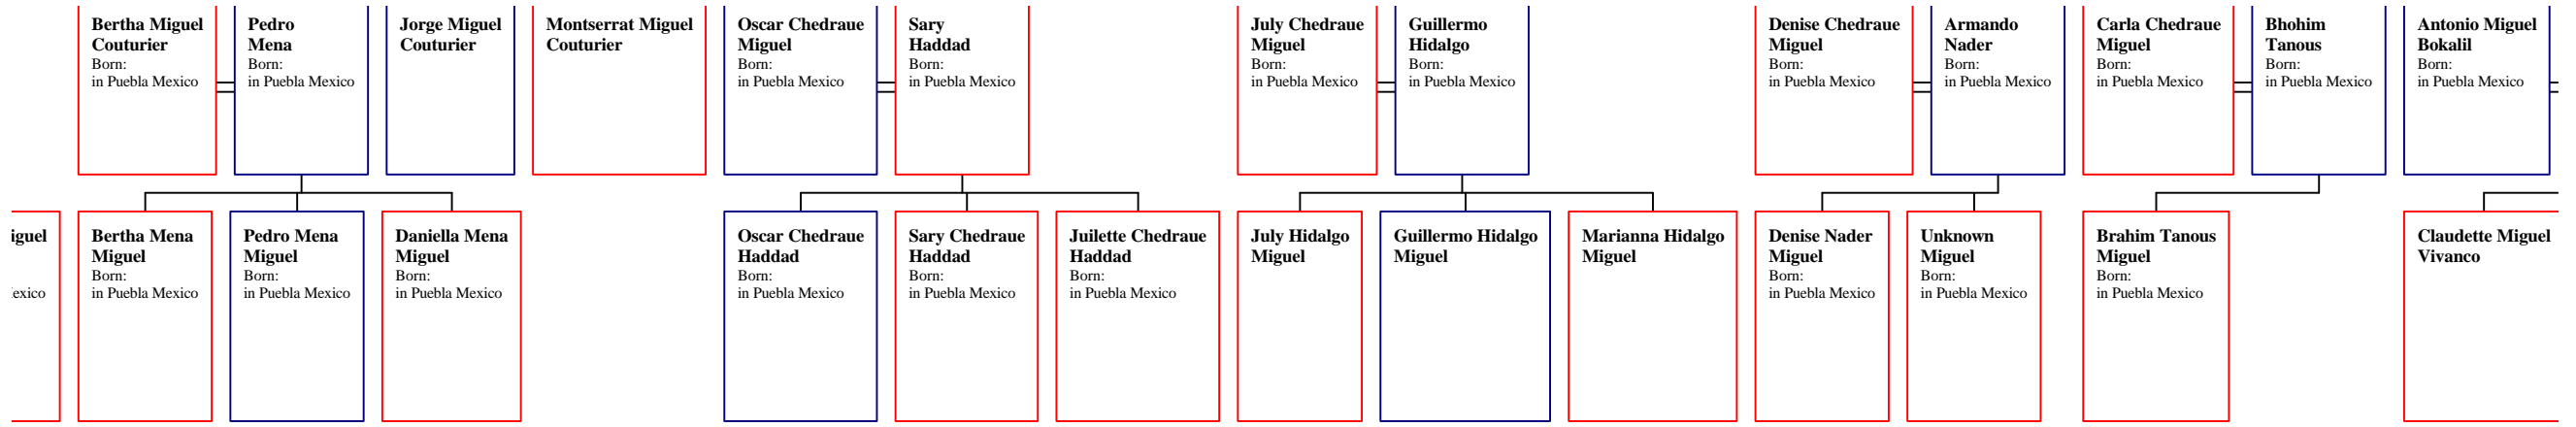 Bertha Miguel
Couturier
Born:
in Puebla Mexico
Pedro
Mena
Born:
in Puebla Mexico
Jorge Miguel
Couturier
Montserrat Miguel
Couturier
Oscar Chedraue
Miguel
Born:
in Puebla Mexico
Sary
Haddad
Born:
in Puebla Mexico
July Chedraue
Miguel
Born:
in Puebla Mexico
Guillermo
Hidalgo
Born:
in Puebla Mexico
Denise Chedraue
Miguel
Born:
in Puebla Mexico
Armando
Nader
Born:
in Puebla Mexico
Carla Chedraue
Miguel
Born:
in Puebla Mexico
Bhohim
Tanous
Born:
in Puebla Mexico
Antonio Miguel
Bokalil
Born:
in Puebla Mexico
iguel
exico
Bertha Mena
Miguel
Born:
in Puebla Mexico
Pedro Mena
Miguel
Born:
in Puebla Mexico
Daniella Mena
Miguel
Born:
in Puebla Mexico
Oscar Chedraue
Haddad
Born:
in Puebla Mexico
Sary Chedraue
Haddad
Born:
in Puebla Mexico
Juilette Chedraue
Haddad
Born:
in Puebla Mexico
July Hidalgo
Miguel
Guillermo Hidalgo
Miguel
Marianna Hidalgo
Miguel
Denise Nader
Miguel
Born:
in Puebla Mexico
Unknown
Miguel
Born:
in Puebla Mexico
Brahim Tanous
Miguel
Born:
in Puebla Mexico
Claudette Miguel
Vivanco